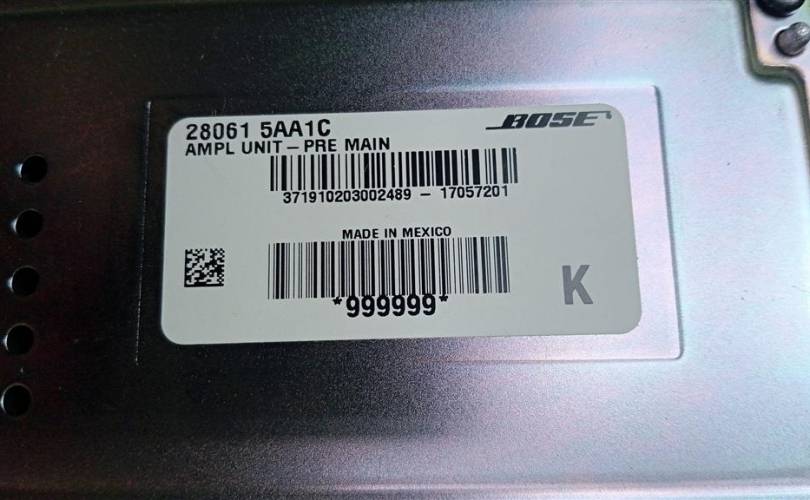 28061 5AA1C
BOSE
AMPL UNIT – PRE MAIN
371910203002489 – 17057201
MADE IN MEXICO
*999999*
K